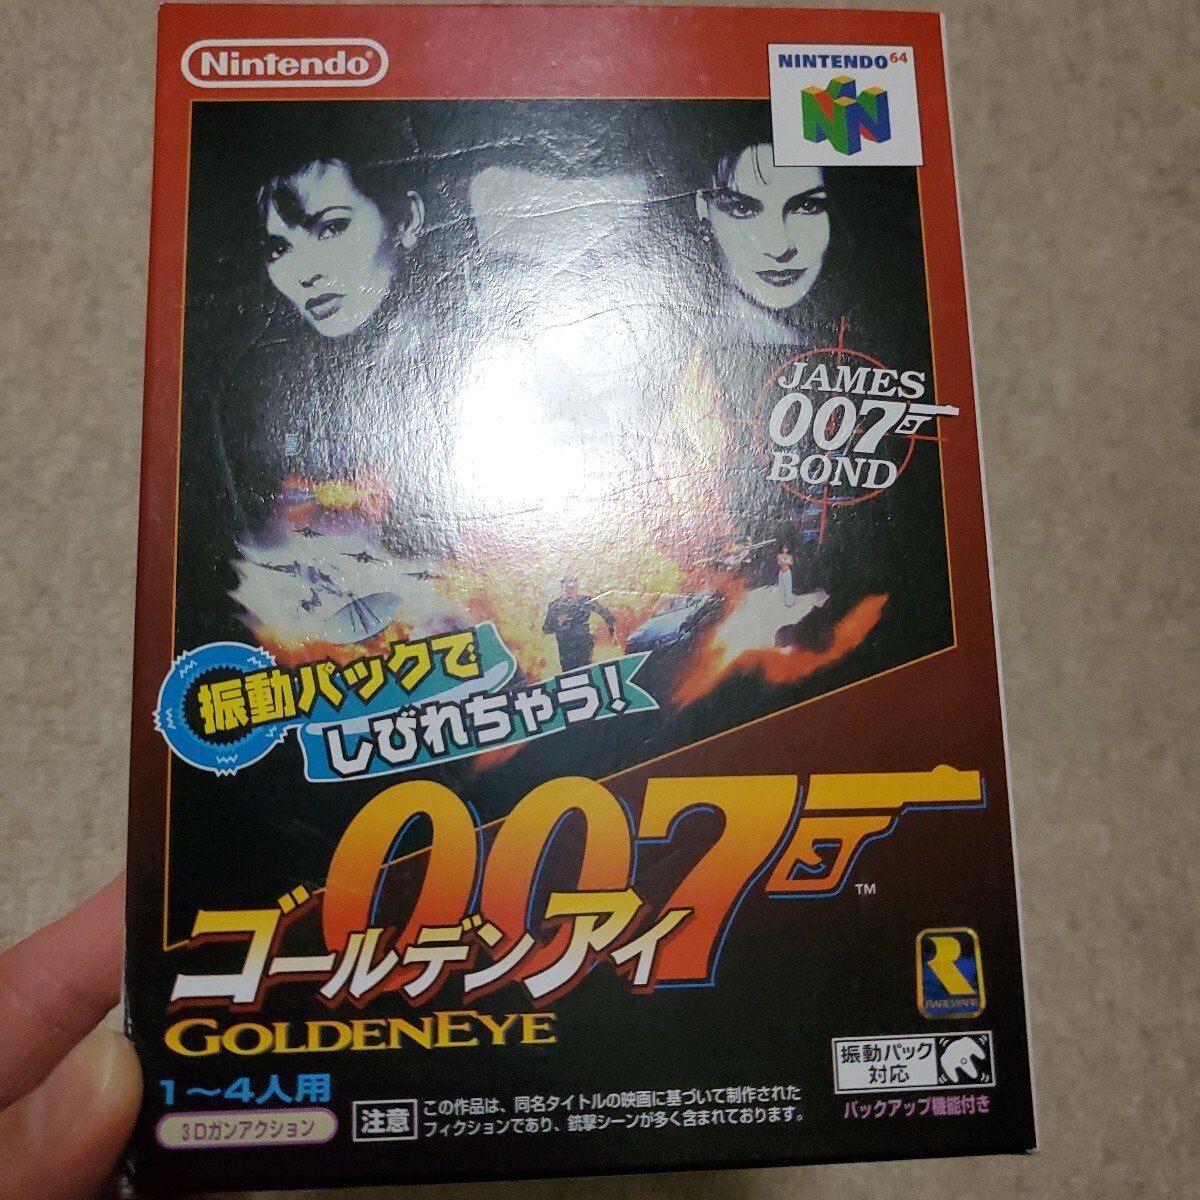 Nintendo®
NINTENDO 64
JAMES
007
BOND
振動パックで
しびれちゃう!
007
TM
ゴールデンアイ
GOLDENEYE
RAREWARE
1～4人用
3Dガンアクション
注意
この作品は、同名タイトルの映画に基づいて制作された
フィクションであり、銃撃シーンが多く含まれております。
振動パック
対応
バックアップ機能付き